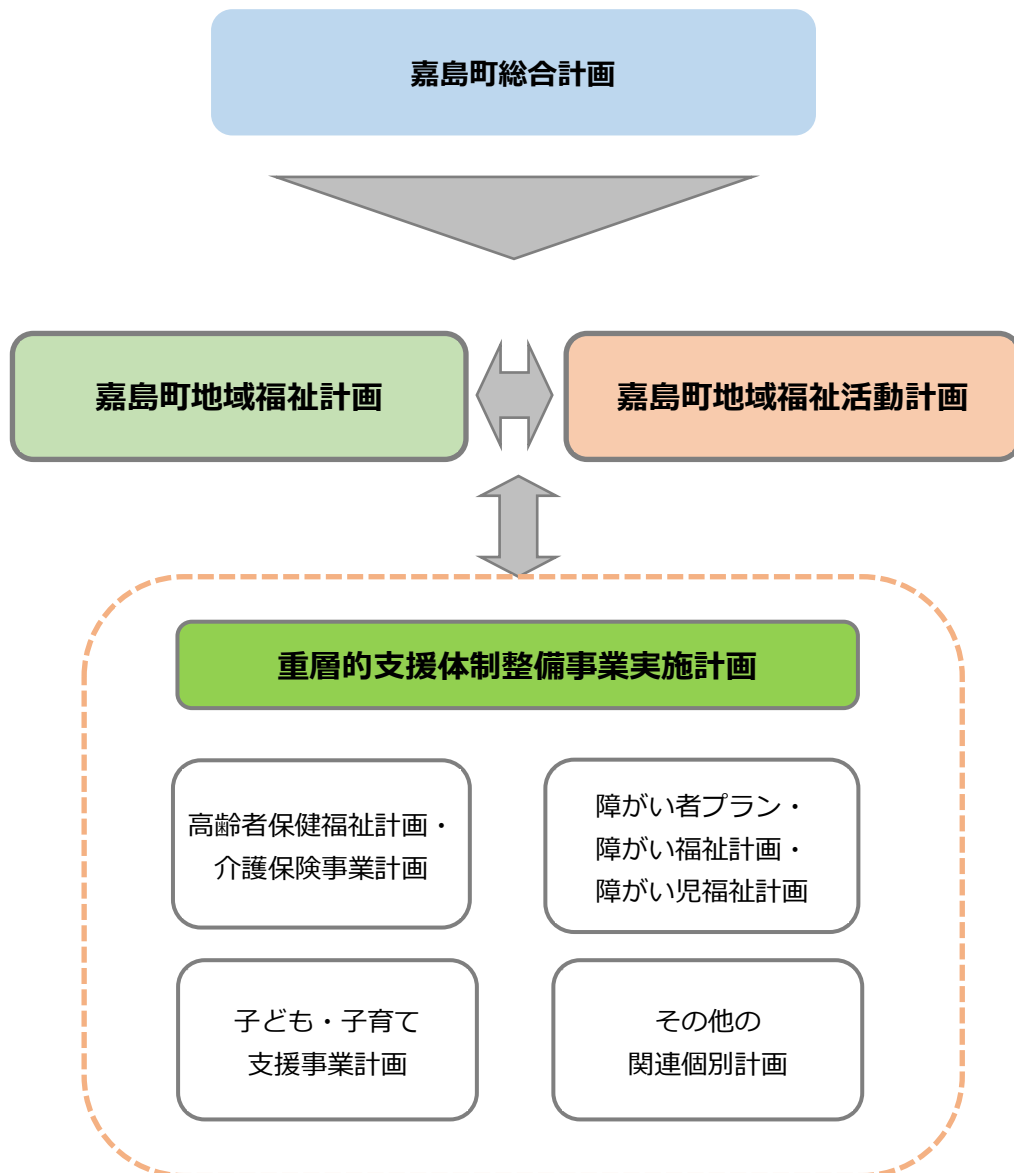 嘉島町総合計画
嘉島町地域福祉計画
嘉島町地域福祉活動計画
重層的支援体制整備事業実施計画
高齢者保健福祉計画・
介護保険事業計画
障がい者プラン・
障がい福祉計画・
障がい児福祉計画
子ども・子育て
支援事業計画
その他の
関連個別計画